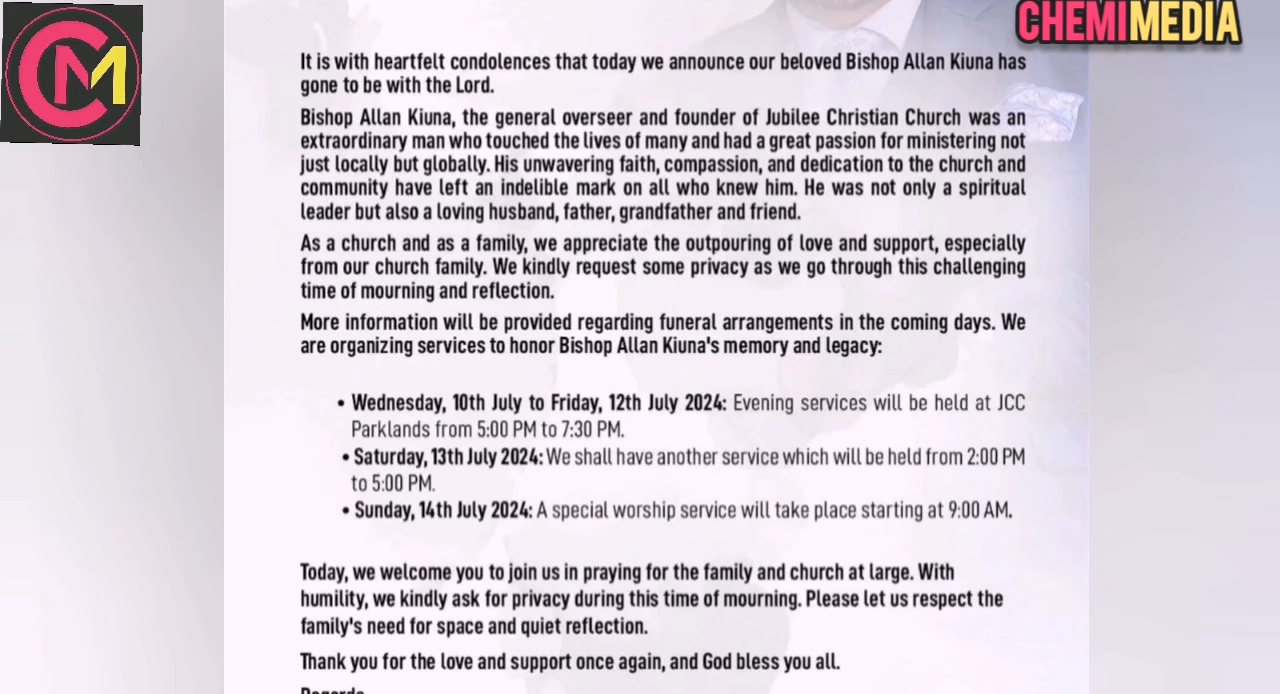 CM
CHEMIMEDIA
It is with heartfelt condolences that today we announce our beloved Bishop Allan Kiuna has
gone to be with the Lord.
Bishop Allan Kiuna, the general overseer and founder of Jubilee Christian Church was an
extraordinary man who touched the lives of many and had a great passion for ministering not
just locally but globally. His unwavering faith, compassion, and dedication to the church and
community have left an indelible mark on all who knew him. He was not only a spiritual
leader but also a loving husband, father, grandfather and friend.
As a church and as a family, we appreciate the outpouring of love and support, especially
from our church family. We kindly request some privacy as we go through this challenging
time of mourning and reflection.
More information will be provided regarding funeral arrangements in the coming days. We
are organizing services to honor Bishop Allan Kiuna's memory and legacy:
• Wednesday, 10th July to Friday, 12th July 2024: Evening services will be held at JCC
Parklands from 5:00 PM to 7:30 PM.
• Saturday, 13th July 2024: We shall have another service which will be held from 2:00 PM
to 5:00 PM.
• Sunday, 14th July 2024: A special worship service will take place starting at 9:00 AM.
Today, we welcome you to join us in praying for the family and church at large. With
humility, we kindly ask for privacy during this time of mourning. Please let us respect the
family's need for space and quiet reflection.
Thank you for the love and support once again, and God bless you all.